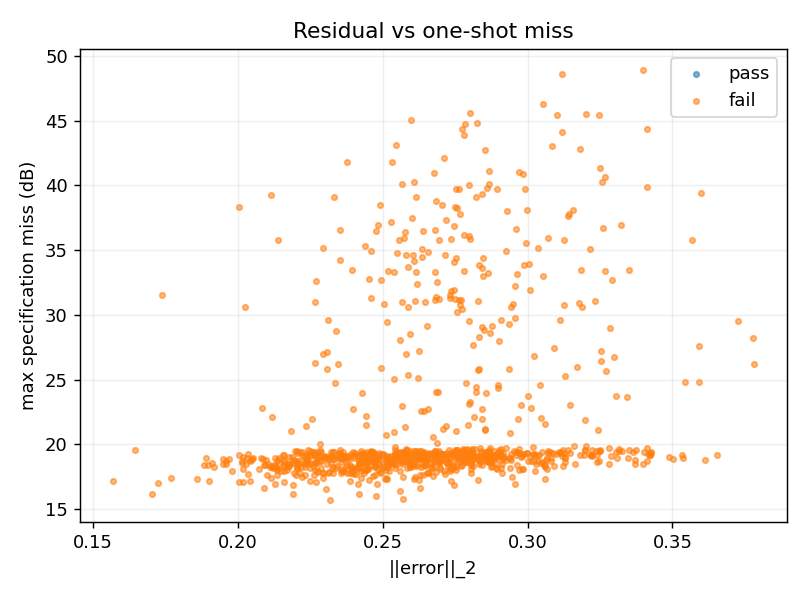 Residual vs one-shot miss
max specification miss (dB)
50
45
40
35
30
25
20
15
pass
fail
0.15 0.20 0.25 0.30 0.35
||error||_2